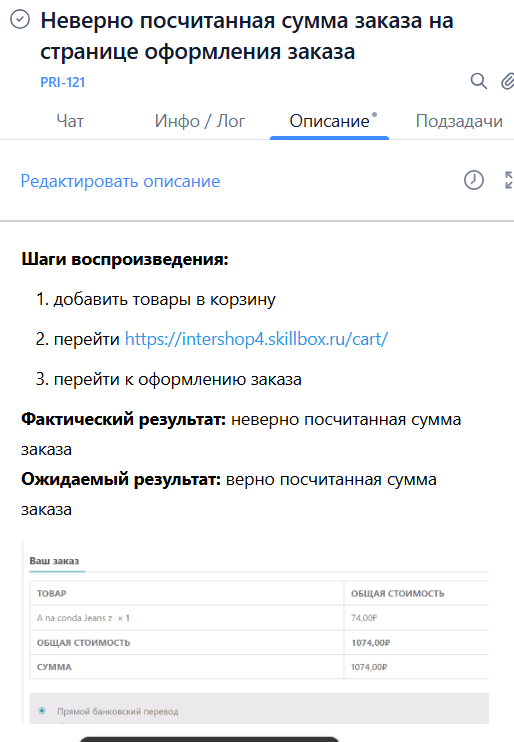 Неверно посчитанная сумма заказа на
странице оформления заказа
PRI-121
Чат Инфо / Лог Описание Подзадачи
Редактировать описание
Шаги воспроизведения:
1. добавить товары в корзину
2. перейти https://intershop4.skillbox.ru/cart/
3. перейти к оформлению заказа
Фактический результат: неверно посчитанная сумма
заказа
Ожидаемый результат: верно посчитанная сумма
заказа
Ваш заказ
ТОВАР ОБЩАЯ СТОИМОСТЬ
A na conda Jeans z × 1 74,00₽
ОБЩАЯ СТОИМОСТЬ 1074,00₽
СУММА 1074,00₽
Прямой банковский перевод